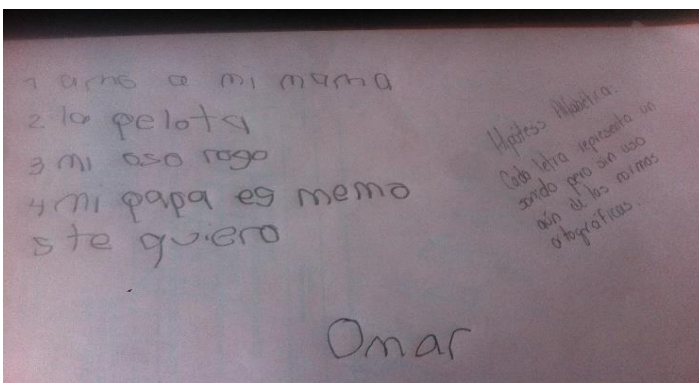 1 amo a mi mama
2. la pelota
3 mi oso rogo
4 mi papa es memo
5 te quiero
Omar
Hipótesis Alfabética.
Cada letra representa un
sonido pero sin uso
aún de las normas
ortográficas.